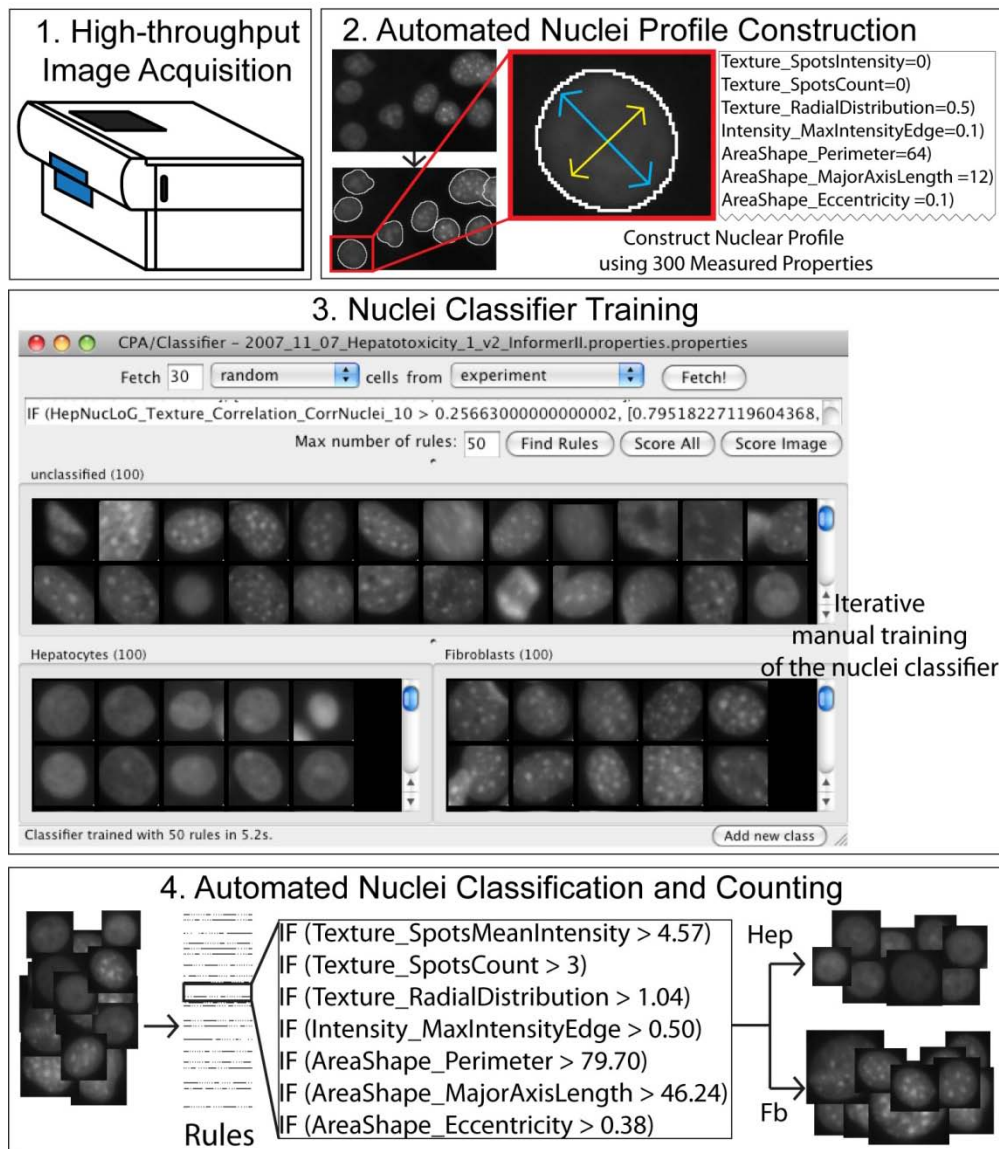 1. High-throughput
Image Acquisition
2. Automated Nuclei Profile Construction
Texture_SpotsIntensity=0)
Texture_SpotsCount=0)
Texture_RadialDistribution=0.5)
Intensity_MaxIntensityEdge=0.1)
AreaShape_Perimeter=64)
AreaShape_MajorAxisLength =12)
AreaShape_Eccentricity =0.1)
Construct Nuclear Profile
using 300 Measured Properties
3. Nuclei Classifier Training
CPA/Classifier - 2007_11_07_Hepatotoxicity_1_v2_InformerII.properties.properties
Fetch 30 random cells from experiment Fetch!
IF (HepNucLoG_Texture_Correlation_CorrNuclei_10 > 0.25663000000000002, [0.79518227119604368,
Max number of rules: 50 Find Rules Score All Score Image
unclassified (100)
Iterative
manual training
of the nuclei classifier
Hepatocytes (100) Fibroblasts (100)
Classifier trained with 50 rules in 5.2s. Add new class
4. Automated Nuclei Classification and Counting
IF (Texture_SpotsMeanIntensity > 4.57)
IF (Texture_SpotsCount > 3)
IF (Texture_RadialDistribution > 1.04)
IF (Intensity_MaxIntensityEdge > 0.50)
IF (AreaShape_Perimeter > 79.70)
IF (AreaShape_MajorAxisLength > 46.24)
IF (AreaShape_Eccentricity > 0.38)
Rules
Hep
Fb